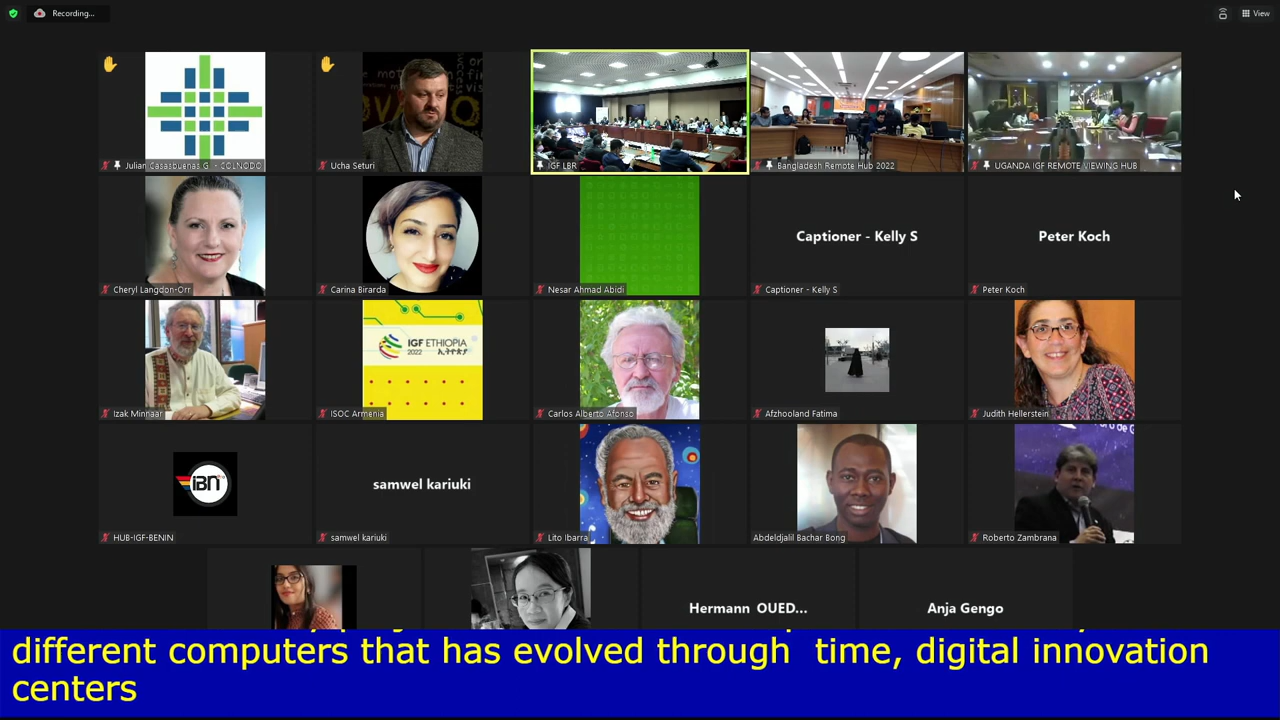 Recording...
View
Julian Casasbuenas G. - COLNODO
Ucha Seturi
IGF LBR
Bangladesh Remote Hub 2022
UGANDA IGF REMOTE VIEWING HUB
Captioner - Kelly S
Peter Koch
Cheryl Langdon-Orr
Carina Birarda
Nesar Ahmad Abidi
Captioner - Kelly S
Peter Koch
IGF ETHIOPIA
2022 ኢትዮጵያ
Izak Minnaar
ISOC Armenia
Carlos Alberto Afonso
Afzhooland Fatima
Judith Hellerstein
iBN
samwel kariuki
HUB-IGF-BENIN
samwel kariuki
Lito Ibarra
Abdeldjalil Bachar Bong
Roberto Zambrana
Hermann OUED...
Anja Gengo
different computers that has evolved through time, digital innovation
centers